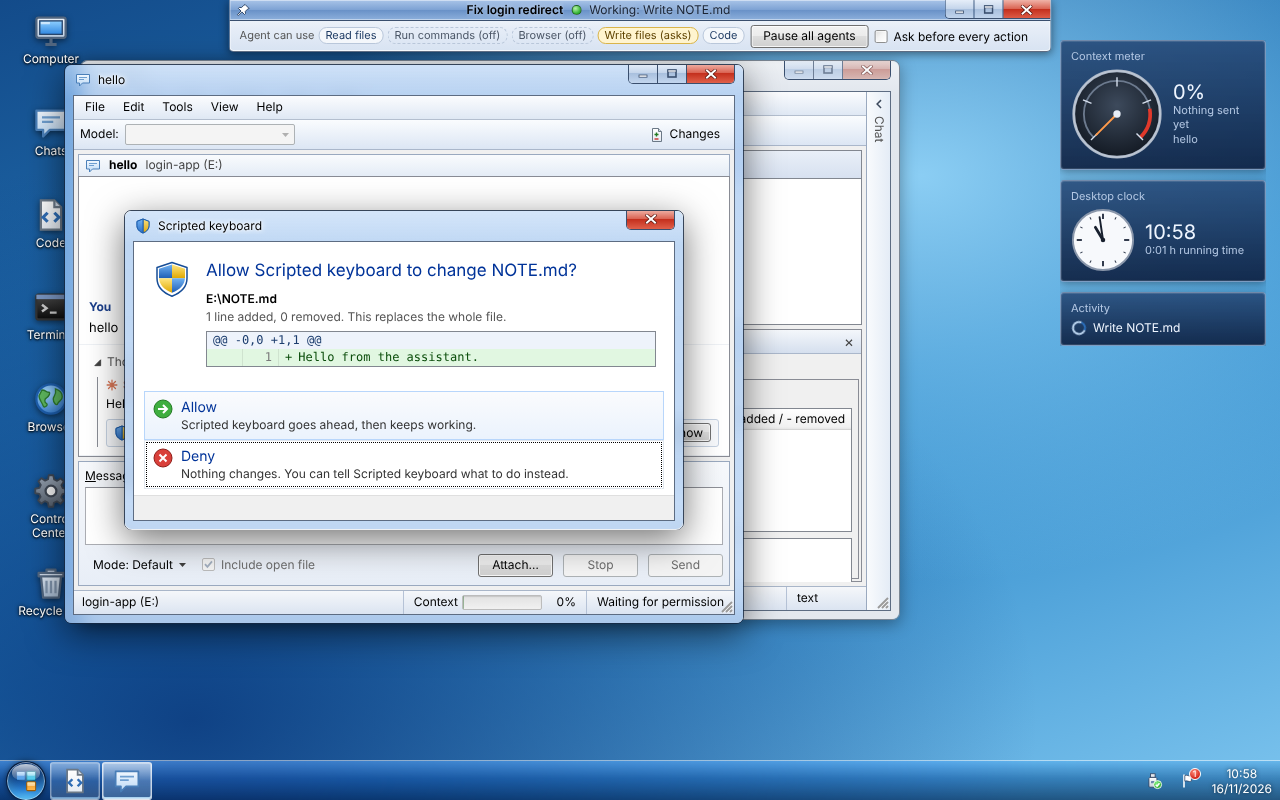 Fix login redirect Working: Write NOTE.md
Agent can use Read files Run commands (off) Browser (off) Write files (asks) Code Pause all agents Ask before every action
Computer
Chats
Code
Control
Center
Recycle
hello
File Edit Tools View Help
Model: Changes
hello login-app (E:)
You
hello
Scripted keyboard
Allow Scripted keyboard to change NOTE.md?
E:\NOTE.md
1 line added, 0 removed. This replaces the whole file.
@@ -0,0 +1,1 @@
1 + Hello from the assistant.
Allow
Scripted keyboard goes ahead, then keeps working.
Deny
Nothing changes. You can tell Scripted keyboard what to do instead.
Mode: Default Include open file Attach... Stop Send
login-app (E:) Context 0% Waiting for permission
Chat
added / - removed
text
Context meter
0%
Nothing sent
yet
hello
Desktop clock
10:58
0:01 h running time
Activity
Write NOTE.md
1
10:58
16/11/2026